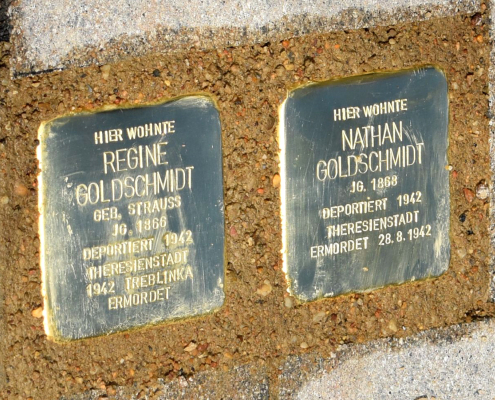 HIER WOHNTE
REGINE
GOLDSCHMIDT
GEB. STRAUSS
JG. 1866
DEPORTIERT 1942
THERESIENSTADT
1942 TREBLINKA
ERMORDET
HIER WOHNTE
NATHAN
GOLDSCHMIDT
JG. 1868
DEPORTIERT 1942
THERESIENSTADT
ERMORDET 28.8.1942